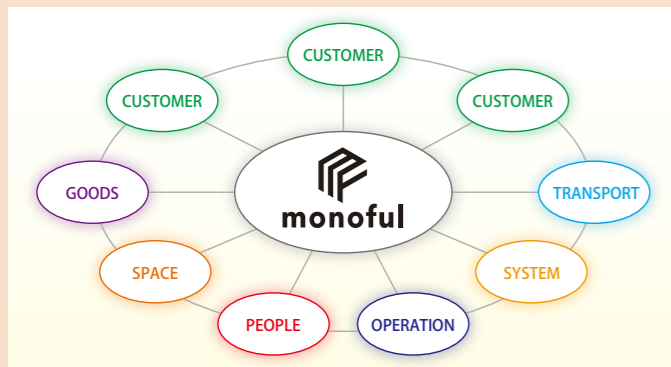 CUSTOMER
CUSTOMER
CUSTOMER
GOODS
monoful
TRANSPORT
SPACE
SYSTEM
PEOPLE
OPERATION